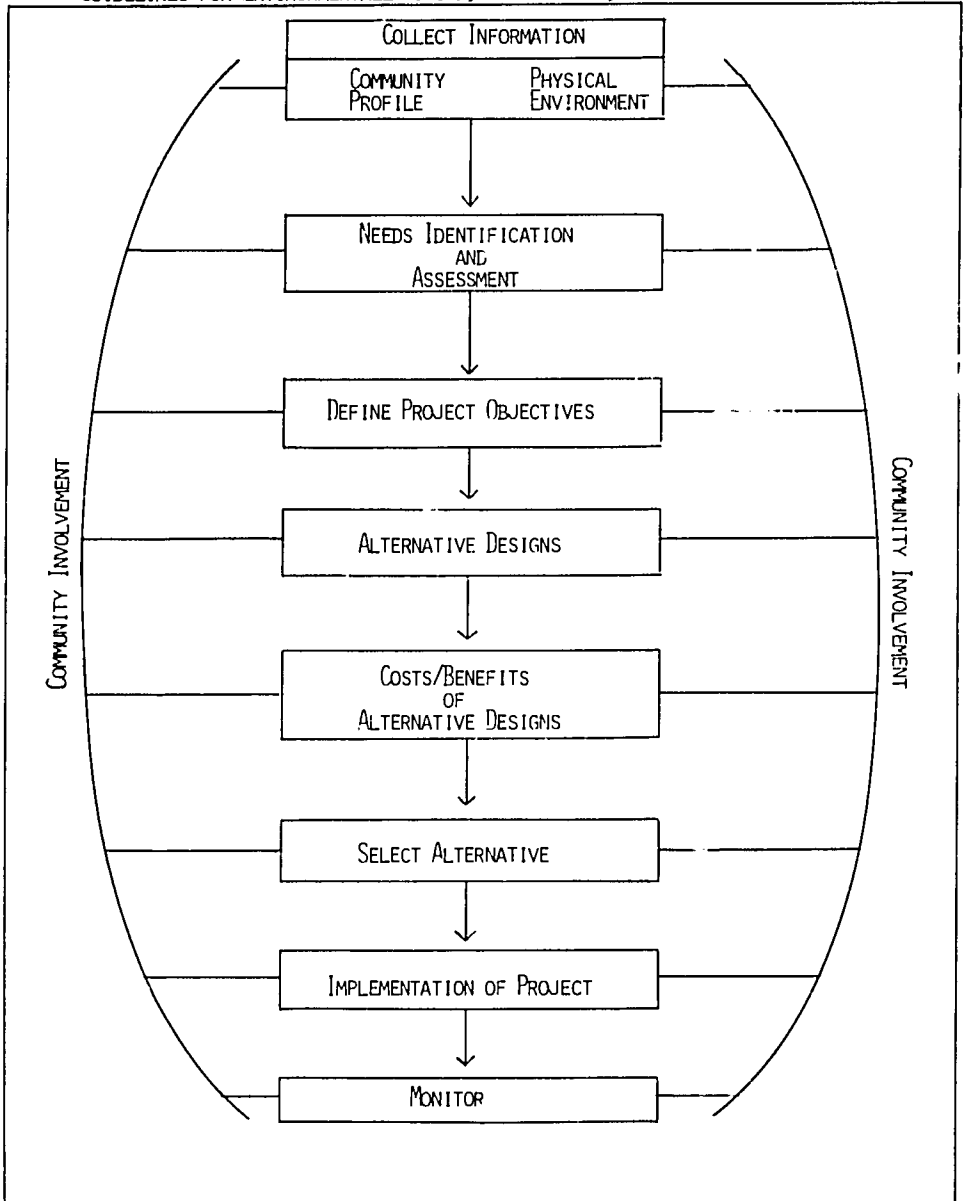 COLLECT INFORMATION
COMMUNITY PROFILE
PHYSICAL ENVIRONMENT
NEEDS IDENTIFICATION
AND
ASSESSMENT
DEFINE PROJECT OBJECTIVES
ALTERNATIVE DESIGNS
COSTS/BENEFITS
OF
ALTERNATIVE DESIGNS
SELECT ALTERNATIVE
IMPLEMENTATION OF PROJECT
MONITOR
COMMUNITY INVOLVEMENT
COMMUNITY INVOLVEMENT